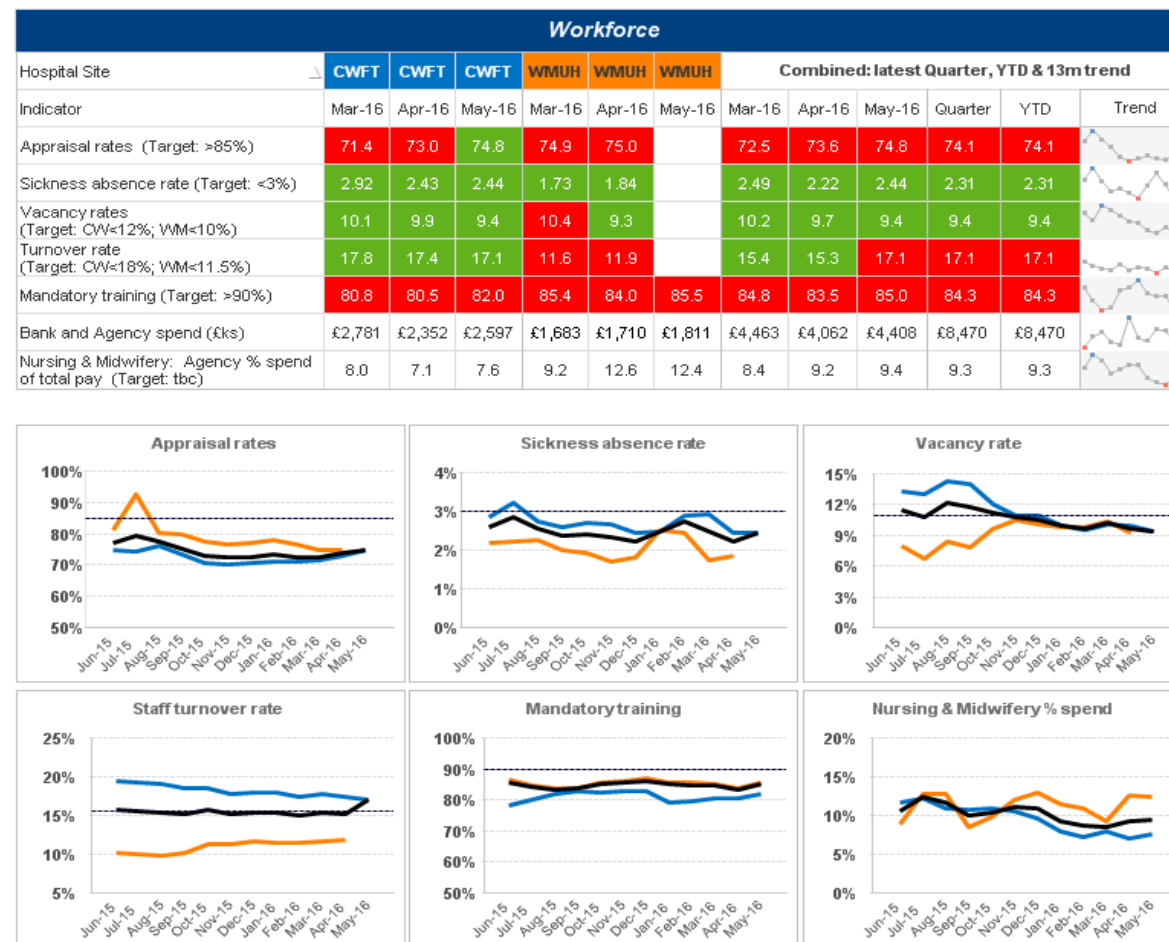 Workforce
Hospital Site CWFT CWFT CWFT WMUH WMUH WMUH Combined: latest Quarter, YTD & 13m trend
Indicator Mar-16 Apr-16 May-16 Mar-16 Apr-16 May-16 Mar-16 Apr-16 May-16 Quarter YTD Trend
Appraisal rates (Target: >85%) 71.4 73.0 74.8 74.9 75.0 72.5 73.6 74.8 74.1 74.1
Sickness absence rate (Target: <3%) 2.92 2.43 2.44 1.73 1.84 2.49 2.22 2.44 2.31 2.31
Vacancy rates
(Target: CW<12%; WM<10%) 10.1 9.9 9.4 10.4 9.3 10.2 9.7 9.4 9.4 9.4
Turnover rate
(Target: CW<18%; WM<11.5%) 17.8 17.4 17.1 11.6 11.9 15.4 15.3 17.1 17.1 17.1
Mandatory training (Target: >90%) 80.8 80.5 82.0 85.4 84.0 85.5 84.8 83.5 85.0 84.3 84.3
Bank and Agency spend (£ks) £2,781 £2,352 £2,597 £1,683 £1,710 £1,811 £4,463 £4,062 £4,408 £8,470 £8,470
Nursing & Midwifery: Agency % spend
of total pay (Target: tbc) 8.0 7.1 7.6 9.2 12.6 12.4 8.4 9.2 9.4 9.3 9.3
Appraisal rates
100%
90%
80%
70%
60%
50%
Jun-15 Jul-15 Aug-15 Sep-15 Oct-15 Nov-15 Dec-15 Jan-16 Feb-16 Mar-16 Apr-16 May-16
Sickness absence rate
4%
3%
2%
1%
0%
Jun-15 Jul-15 Aug-15 Sep-15 Oct-15 Nov-15 Dec-15 Jan-16 Feb-16 Mar-16 Apr-16 May-16
Vacancy rate
15%
12%
9%
6%
3%
0%
Jun-15 Jul-15 Aug-15 Sep-15 Oct-15 Nov-15 Dec-15 Jan-16 Feb-16 Mar-16 Apr-16 May-16
Staff turnover rate
25%
20%
15%
10%
5%
Jun-15 Jul-15 Aug-15 Sep-15 Oct-15 Nov-15 Dec-15 Jan-16 Feb-16 Mar-16 Apr-16 May-16
Mandatory training
100%
90%
80%
70%
60%
50%
Jun-15 Jul-15 Aug-15 Sep-15 Oct-15 Nov-15 Dec-15 Jan-16 Feb-16 Mar-16 Apr-16 May-16
Nursing & Midwifery % spend
20%
15%
10%
5%
0%
Jun-15 Jul-15 Aug-15 Sep-15 Oct-15 Nov-15 Dec-15 Jan-16 Feb-16 Mar-16 Apr-16 May-16